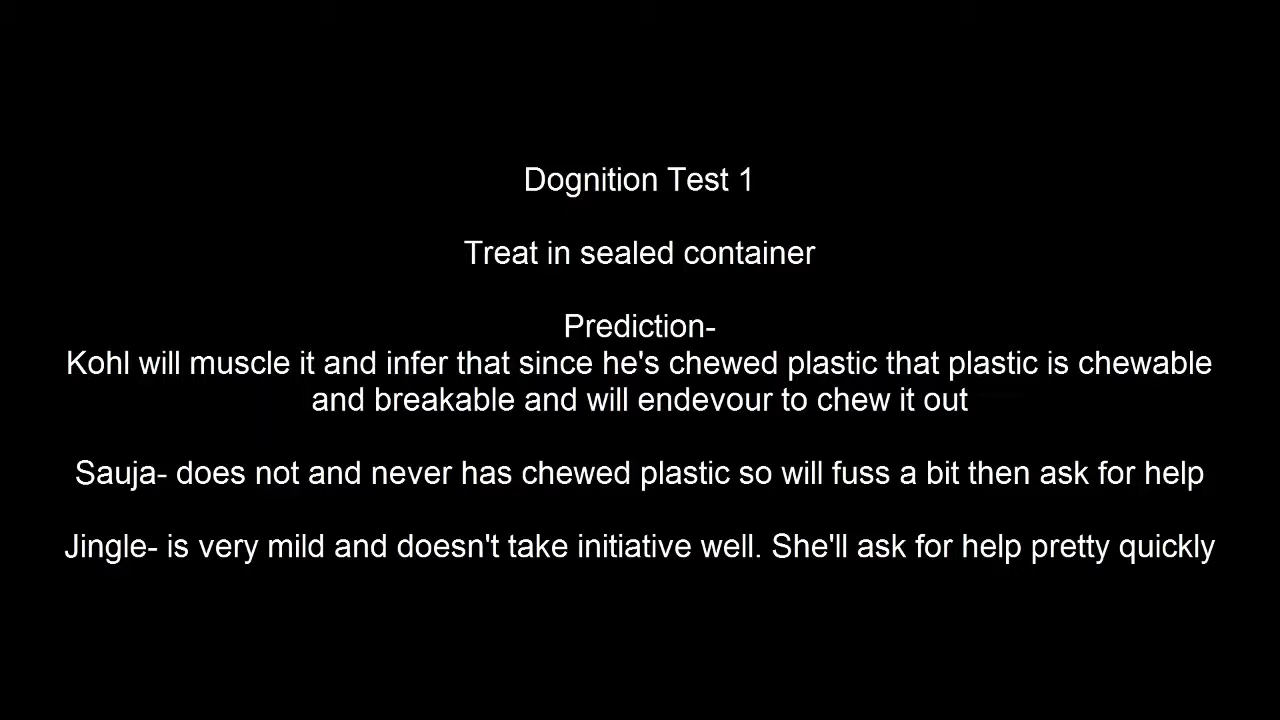 Dognition Test 1
Treat in sealed container
Prediction-
Kohl will muscle it and infer that since he's chewed plastic that plastic is chewable
and breakable and will endevour to chew it out
Sauja- does not and never has chewed plastic so will fuss a bit then ask for help
Jingle- is very mild and doesn't take initiative well. She'll ask for help pretty quickly